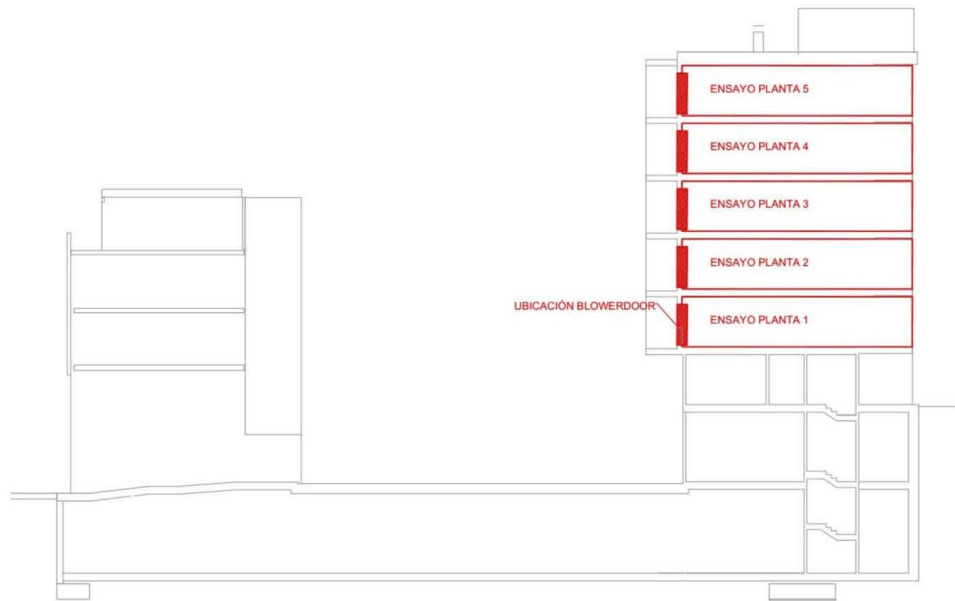 ENSAYO PLANTA 5
ENSAYO PLANTA 4
ENSAYO PLANTA 3
ENSAYO PLANTA 2
UBICACIÓN BLOWERDOOR
ENSAYO PLANTA 1